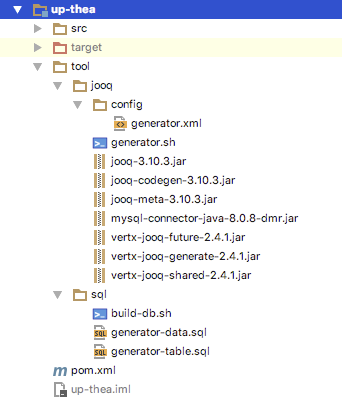 up-thea
src
target
tool
jooq
config
generator.xml
generator.sh
jooq-3.10.3.jar
jooq-codegen-3.10.3.jar
jooq-meta-3.10.3.jar
mysql-connector-java-8.0.8-dmr.jar
vertx-jooq-future-2.4.1.jar
vertx-jooq-generate-2.4.1.jar
vertx-jooq-shared-2.4.1.jar
sql
build-db.sh
generator-data.sql
generator-table.sql
pom.xml
up-thea.iml